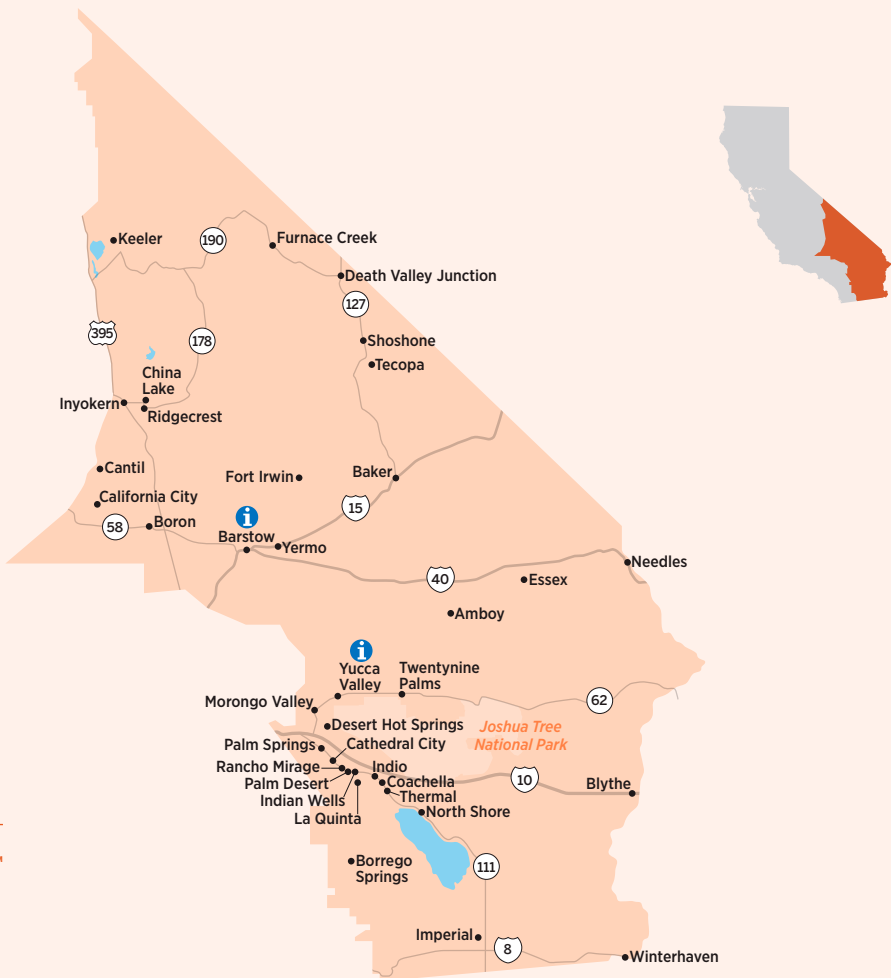 Keeler
190
Furnace Creek
Death Valley Junction
127
395
178
Shoshone
Tecopa
China
Lake
Inyokern
Ridgecrest
Cantil
Fort Irwin
Baker
California City
15
58
Boron
i
Barstow
Yermo
Needles
40
Essex
Amboy
i
Yucca
Valley
Twentynine
Palms
62
Morongo Valley
Desert Hot Springs
Joshua Tree
National Park
Palm Springs
Cathedral City
Rancho Mirage
Indio
10
Palm Desert
Coachella
Blythe
Indian Wells
Thermal
La Quinta
North Shore
Borrego
Springs
111
Imperial
8
Winterhaven